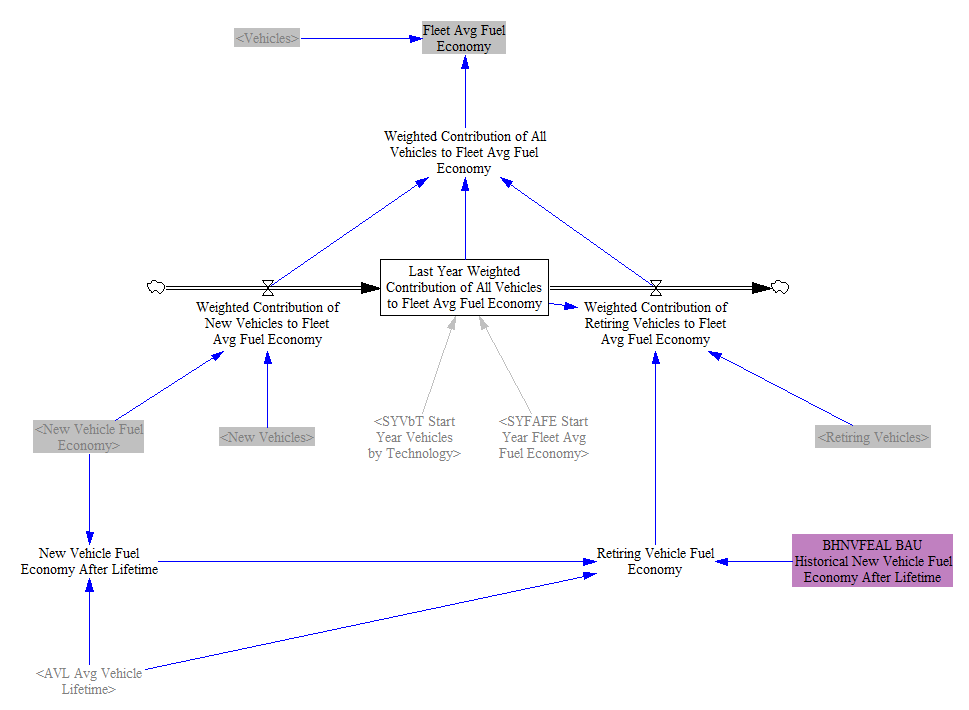 <Vehicles>
Fleet Avg Fuel
Economy
Weighted Contribution of All
Vehicles to Fleet Avg Fuel
Economy
Last Year Weighted
Contribution of All Vehicles
to Fleet Avg Fuel Economy
Weighted Contribution of
New Vehicles to Fleet
Avg Fuel Economy
Weighted Contribution of
Retiring Vehicles to Fleet
Avg Fuel Economy
<New Vehicle Fuel
Economy>
<New Vehicles>
<SYVbT Start
Year Vehicles
by Technology>
<SYFAFE Start
Year Fleet Avg
Fuel Economy>
<Retiring Vehicles>
New Vehicle Fuel
Economy After Lifetime
Retiring Vehicle Fuel
Economy
BHNVFEAL BAU
Historical New Vehicle Fuel
Economy After Lifetime
<AVL Avg Vehicle
Lifetime>